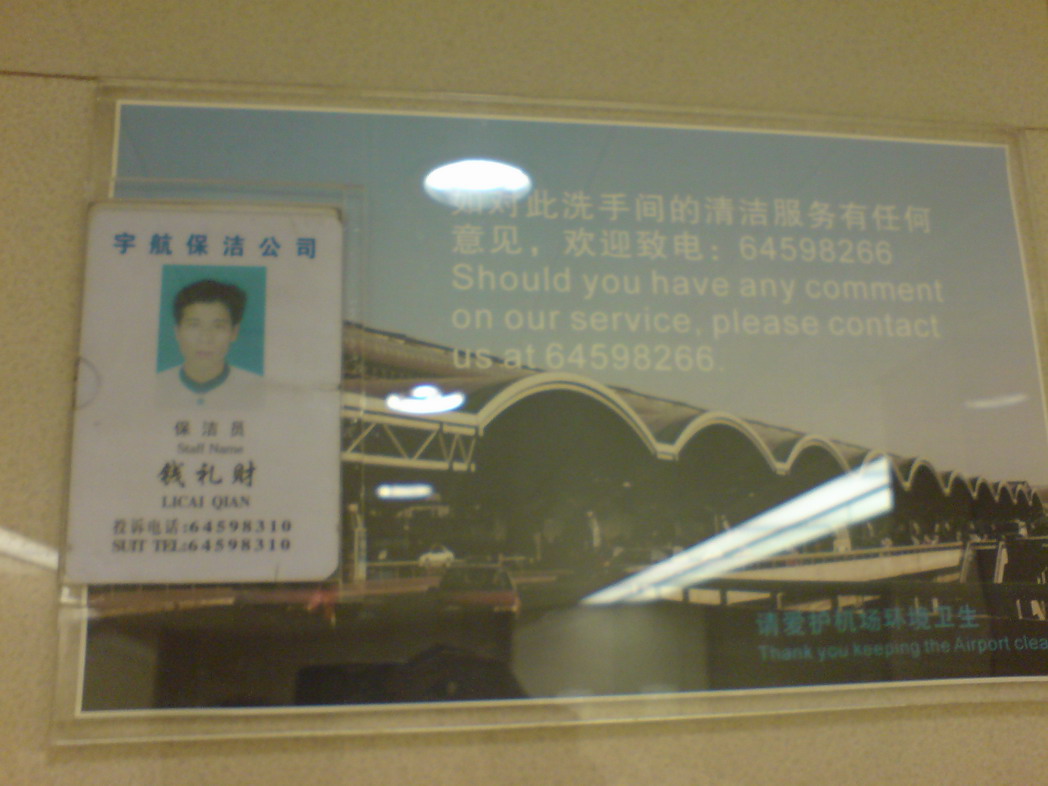 宇航保洁公司
保洁员
Staff Name
钱礼财
LICAI QIAN
投诉电话:64598310
SUIT TEL:64598310
如对此洗手间的清洁服务有任何
意见，欢迎致电：64598266
Should you have any comment
on our service, please contact
us at 64598266.
请爱护机场环境卫生
Thank you keeping the Airport clea